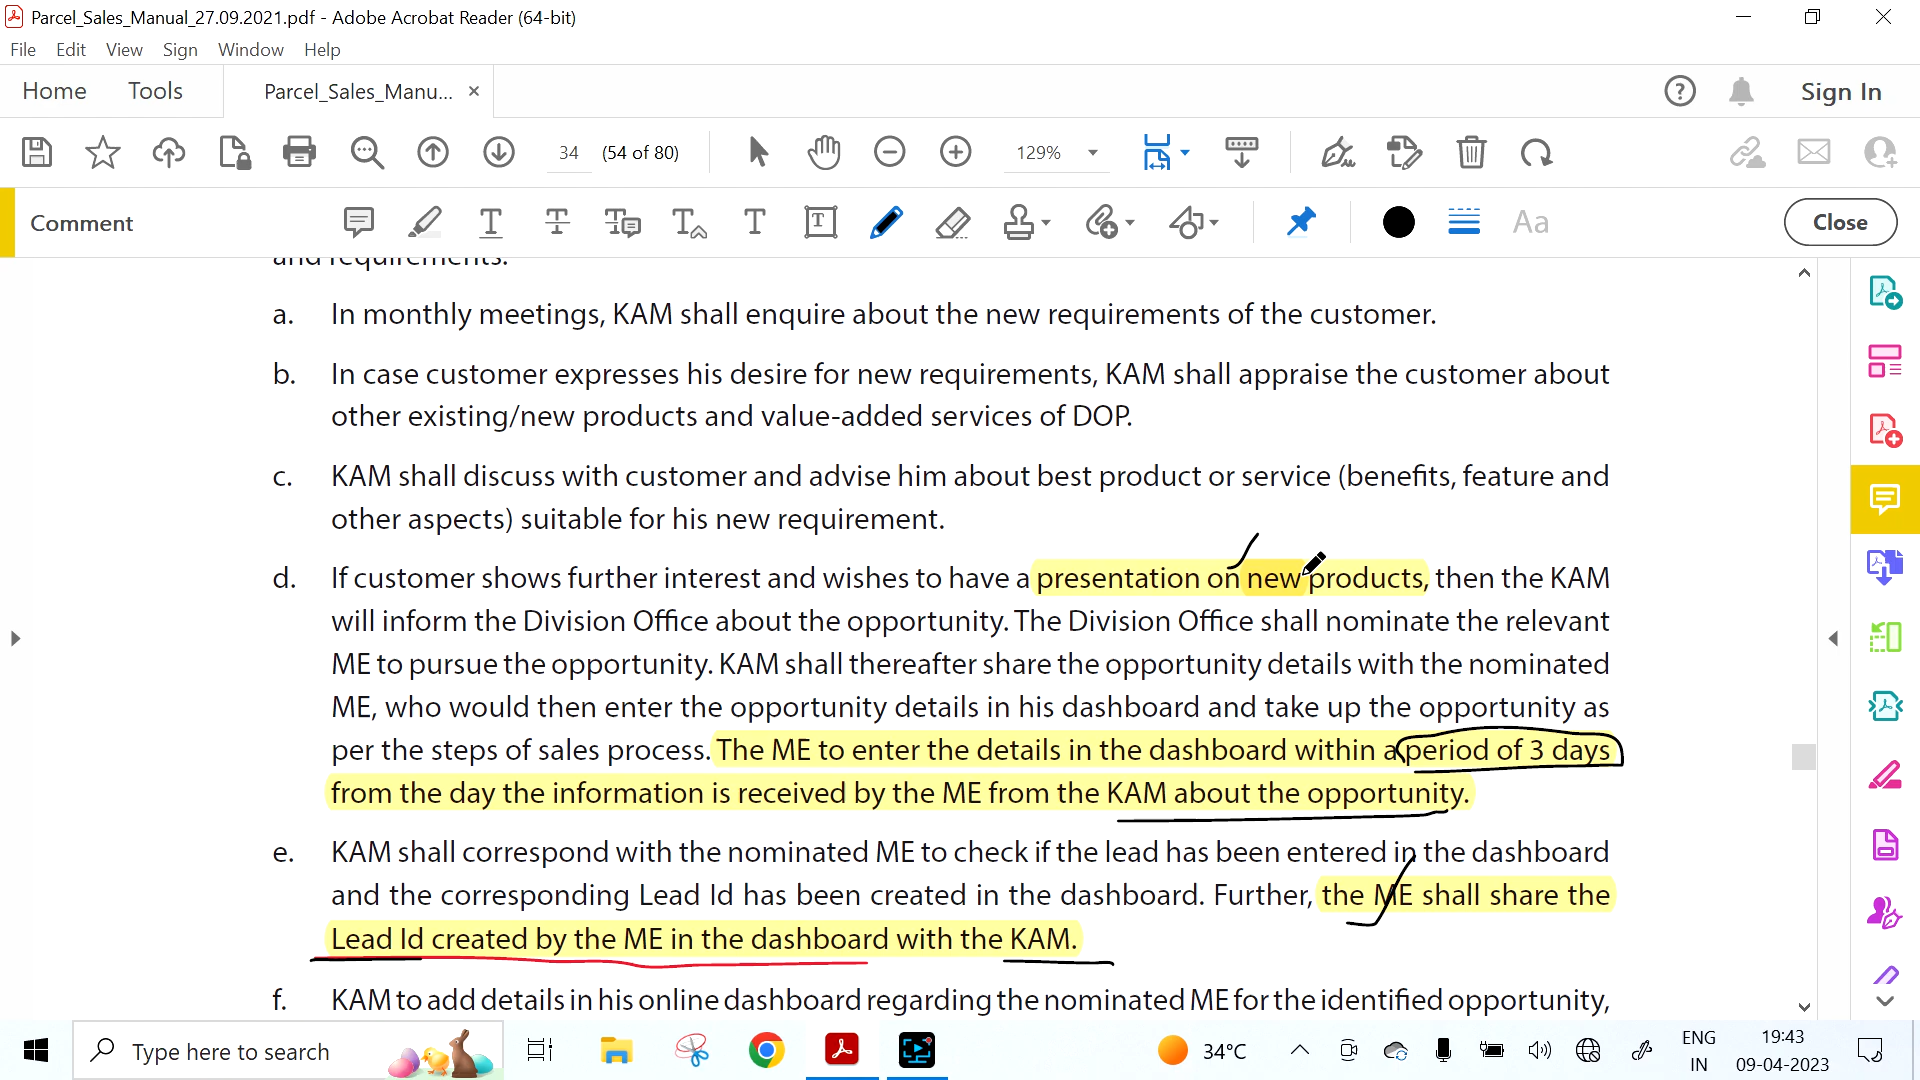 Parcel_Sales_Manual_27.09.2021.pdf - Adobe Acrobat Reader (64-bit)
File Edit View Sign Window Help
Home Tools Parcel_Sales_Manu... × Sign In
34 (54 of 80) 129%
Comment Aa Close
and requirements.
a. In monthly meetings, KAM shall enquire about the new requirements of the customer.
b. In case customer expresses his desire for new requirements, KAM shall appraise the customer about
other existing/new products and value-added services of DOP.
c. KAM shall discuss with customer and advise him about best product or service (benefits, feature and
other aspects) suitable for his new requirement.
d. If customer shows further interest and wishes to have a presentation on new products, then the KAM
will inform the Division Office about the opportunity. The Division Office shall nominate the relevant
ME to pursue the opportunity. KAM shall thereafter share the opportunity details with the nominated
ME, who would then enter the opportunity details in his dashboard and take up the opportunity as
per the steps of sales process. The ME to enter the details in the dashboard within a period of 3 days
from the day the information is received by the ME from the KAM about the opportunity.
e. KAM shall correspond with the nominated ME to check if the lead has been entered in the dashboard
and the corresponding Lead Id has been created in the dashboard. Further, the ME shall share the
Lead Id created by the ME in the dashboard with the KAM.
f. KAM to add details in his online dashboard regarding the nominated ME for the identified opportunity,
Type here to search 34°C ENG 19:43
IN 09-04-2023